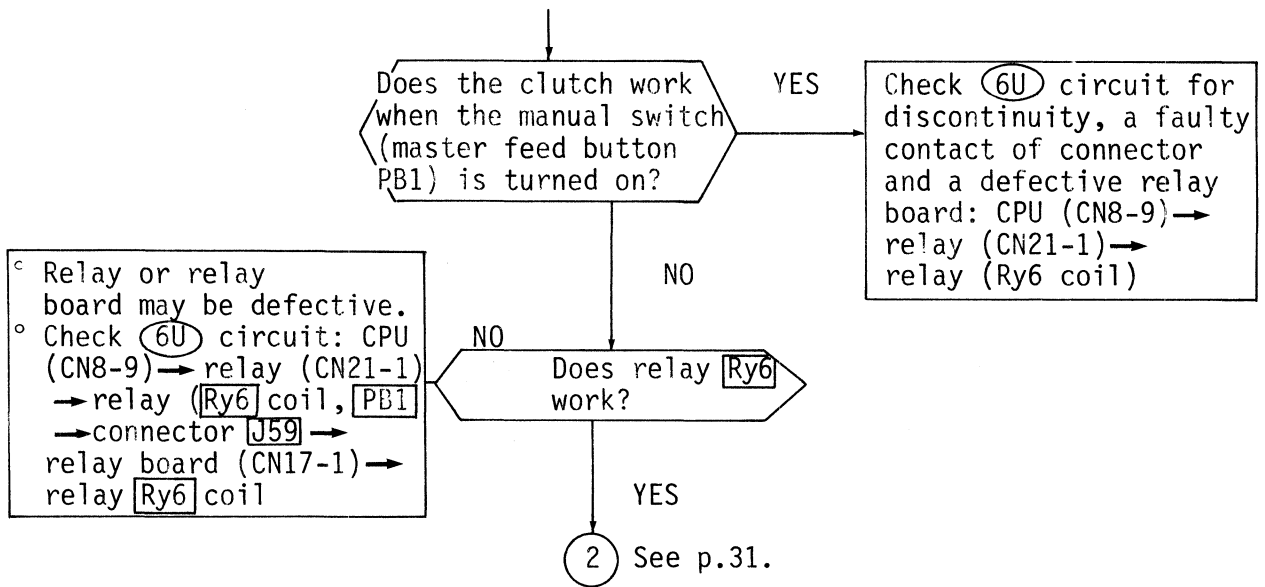 Does the clutch work
when the manual switch
(master feed button
PB1) is turned on?
YES
Check 6U circuit for
discontinuity, a faulty
contact of connector
and a defective relay
board: CPU (CN8-9)→
relay (CN21-1)→
relay (Ry6 coil)
NO
c Relay or relay
board may be defective.
° Check 6U circuit: CPU
(CN8-9)→ relay (CN21-1)
→relay (Ry6 coil, PB1
→connector J59 →
relay board (CN17-1)→
relay Ry6 coil
NO
Does relay Ry6
work?
YES
2 See p.31.